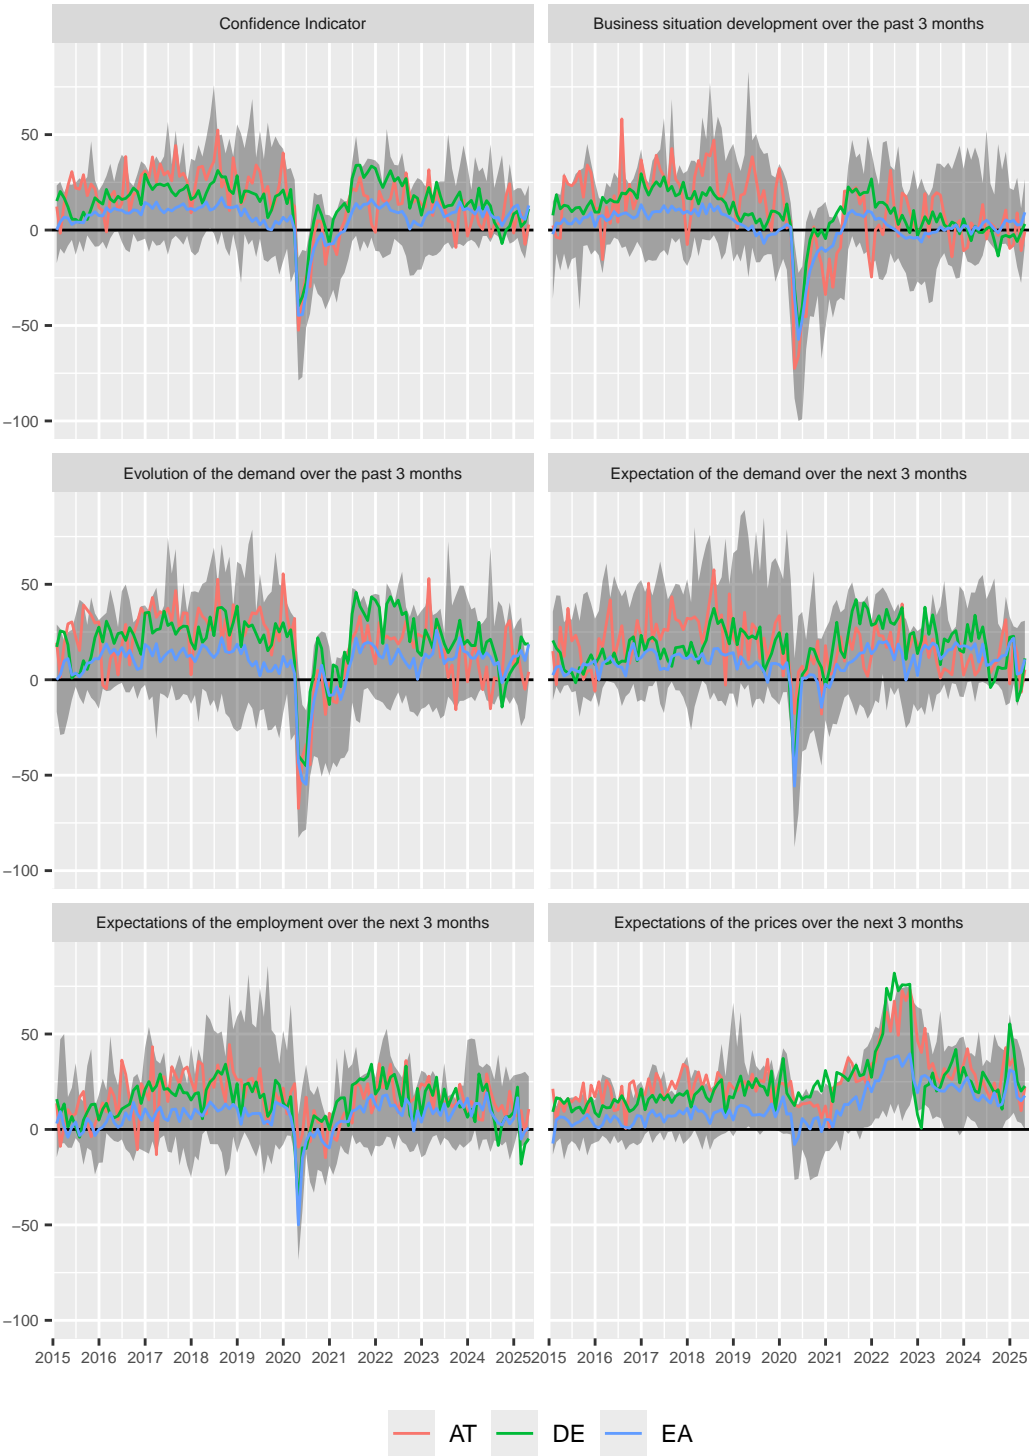 Confidence Indicator
Business situation development over the past 3 months
50
0
−50
−100
Evolution of the demand over the past 3 months
Expectation of the demand over the next 3 months
50
0
−50
−100
Expectations of the employment over the next 3 months
Expectations of the prices over the next 3 months
50
0
−50
−100
2015 2016 2017 2018 2019 2020 2021 2022 2023 2024 2025
2015 2016 2017 2018 2019 2020 2021 2022 2023 2024 2025
AT DE EA